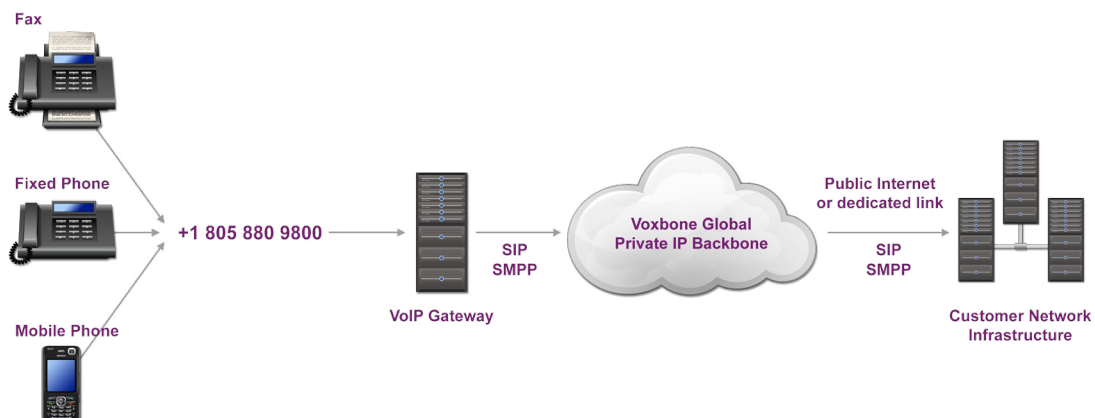 Fax
Fixed Phone
Mobile Phone
+1 805 880 9800
VoIP Gateway
SIP
SMPP
Voxbone Global
Private IP Backbone
Public Internet
or dedicated link
SIP
SMPP
Customer Network
Infrastructure